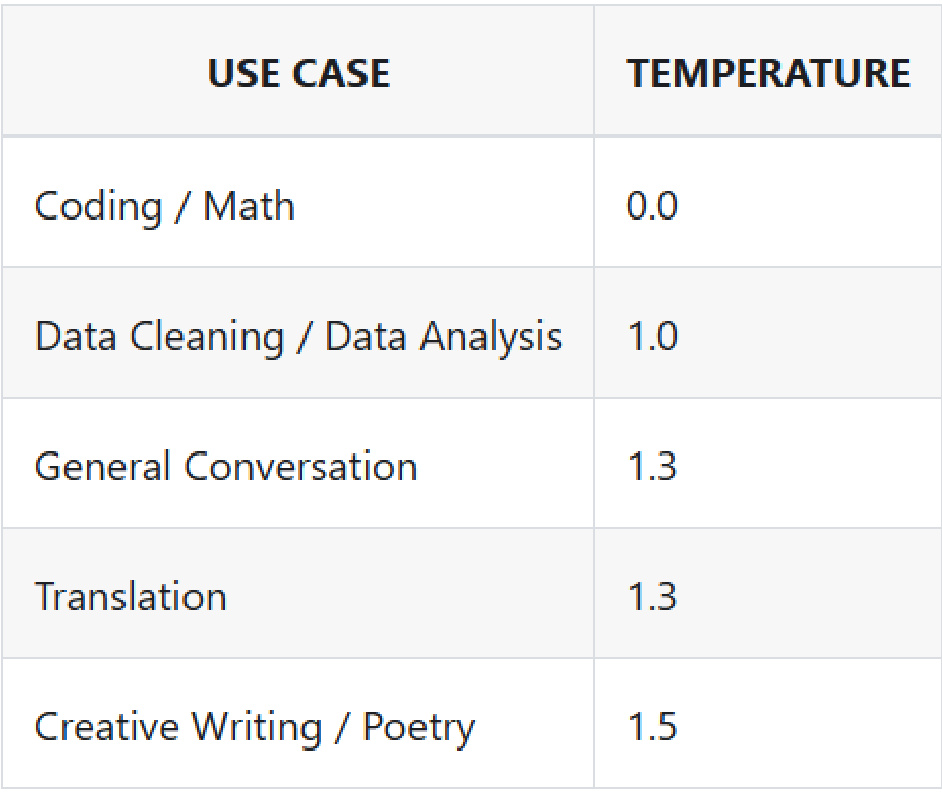 USE CASE TEMPERATURE
Coding / Math 0.0
Data Cleaning / Data Analysis 1.0
General Conversation 1.3
Translation 1.3
Creative Writing / Poetry 1.5